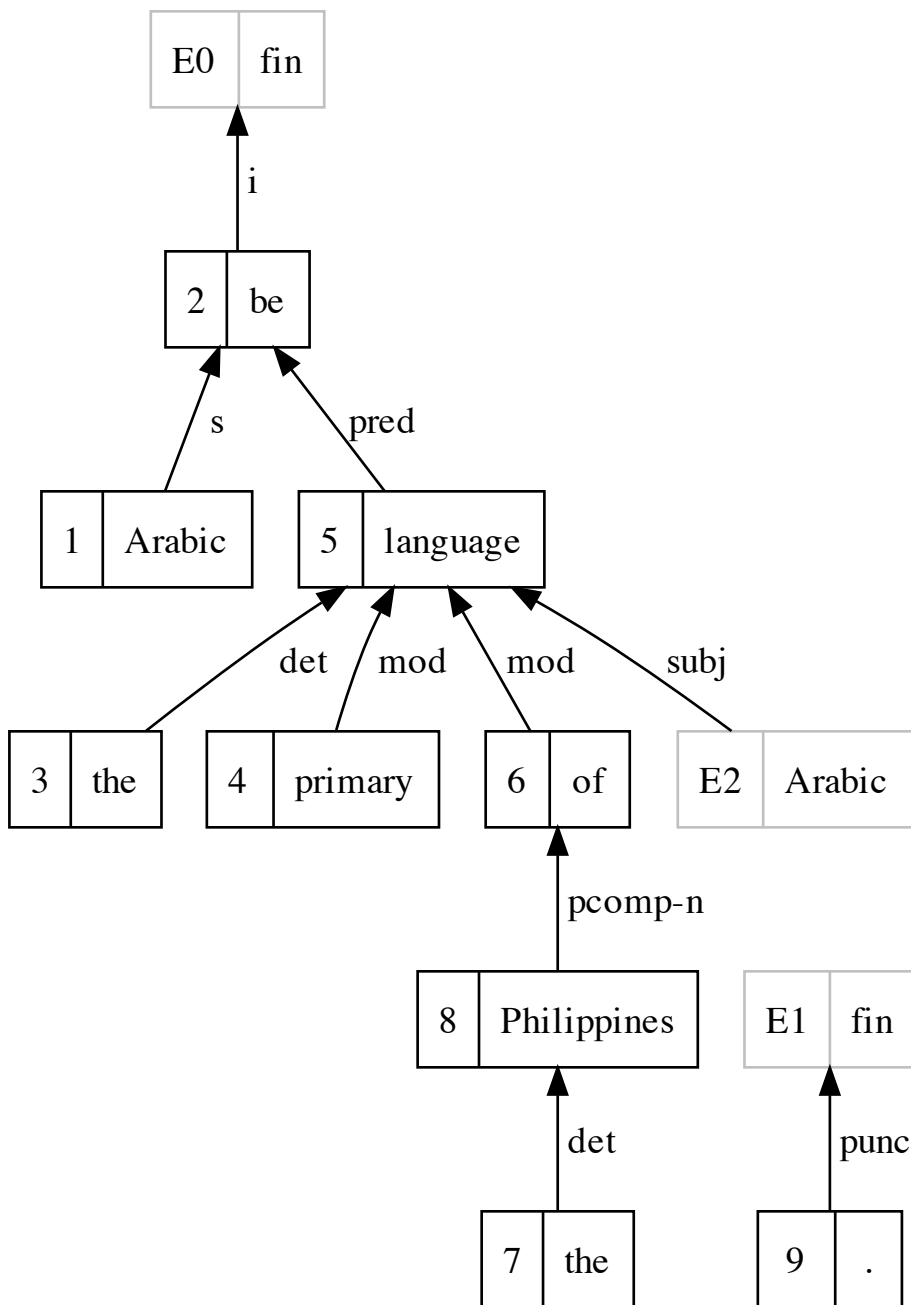 E0 fin
i
2 be
s pred
1 Arabic 5 language
det mod mod subj
3 the 4 primary 6 of E2 Arabic
pcomp-n
8 Philippines E1 fin
det punc
7 the 9 .